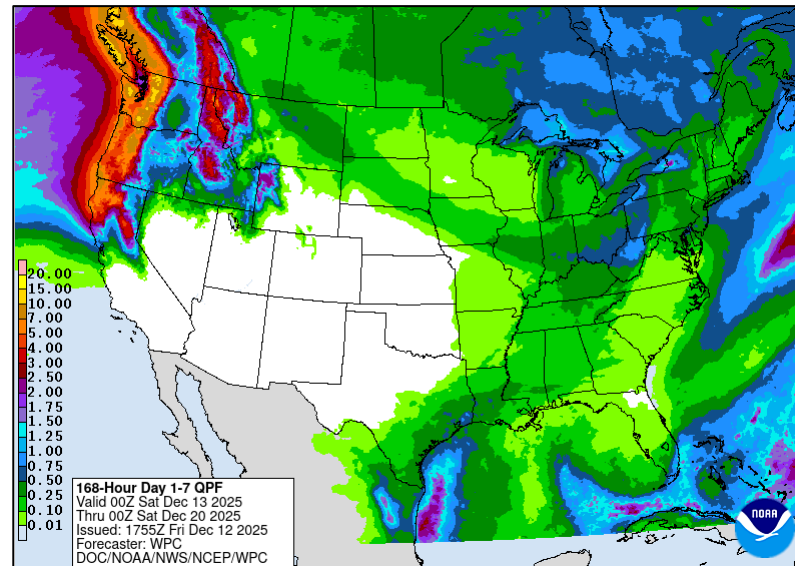 20.00
15.00
10.00
7.00
5.00
4.00
3.00
2.50
2.00
1.75
1.50
1.25
1.00
0.75
0.50
0.25
0.10
0.01
168-Hour Day 1-7 QPF
Valid 00Z Sat Dec 13 2025
Thru 00Z Sat Dec 20 2025
Issued: 1755Z Fri Dec 12 2025
Forecaster: WPC
DOC/NOAA/NWS/NCEP/WPC
NOAA